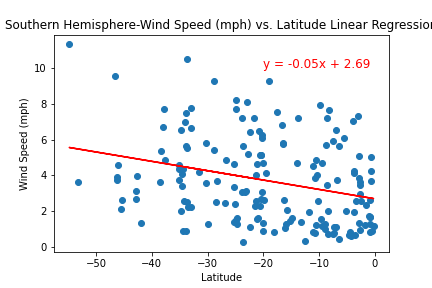 Southern Hemisphere-Wind Speed (mph) vs. Latitude Linear Regression
y = -0.05x + 2.69
10
8
6
4
2
0
Wind Speed (mph)
−50 −40 −30 −20 −10 0
Latitude